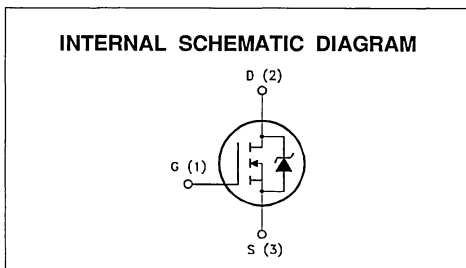 INTERNAL SCHEMATIC DIAGRAM
D (2)
G (1)
S (3)